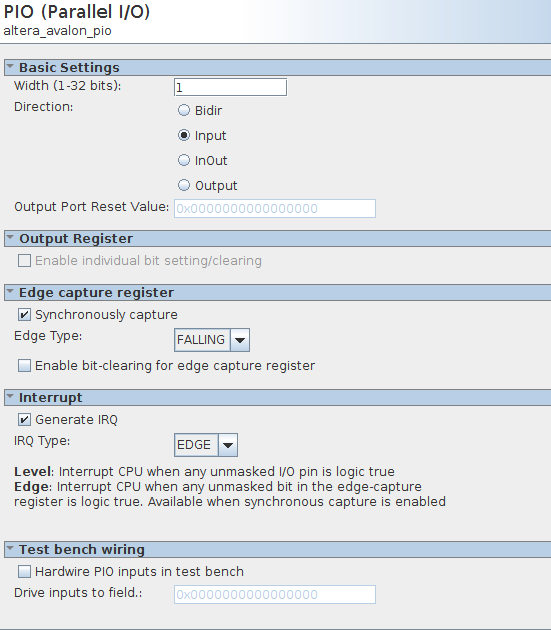 PIO (Parallel I/O)
altera_avalon_pio
Basic Settings
Width (1-32 bits): 1
Direction:
Bidir
Input
InOut
Output
Output Port Reset Value: 0x0000000000000000
Output Register
Enable individual bit setting/clearing
Edge capture register
Synchronously capture
Edge Type: FALLING
Enable bit-clearing for edge capture register
Interrupt
Generate IRQ
IRQ Type: EDGE
Level: Interrupt CPU when any unmasked I/O pin is logic true
Edge: Interrupt CPU when any unmasked bit in the edge-capture
register is logic true. Available when synchronous capture is enabled
Test bench wiring
Hardwire PIO inputs in test bench
Drive inputs to field.: 0x0000000000000000